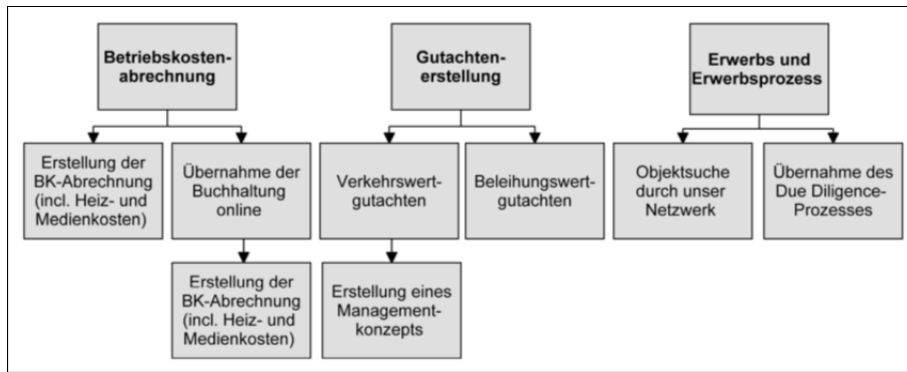 Betriebskosten-
abrechnung
Gutachten-
erstellung
Erwerbs und
Erwerbsprozess
Erstellung der
BK-Abrechnung
(incl. Heiz- und
Medienkosten)
Übernahme der
Buchhaltung
online
Verkehrswert-
gutachten
Beleihungswert-
gutachten
Objektsuche
durch unser
Netzwerk
Übernahme des
Due Diligence-
Prozesses
Erstellung der
BK-Abrechnung
(incl. Heiz- und
Medienkosten)
Erstellung eines
Management-
konzepts